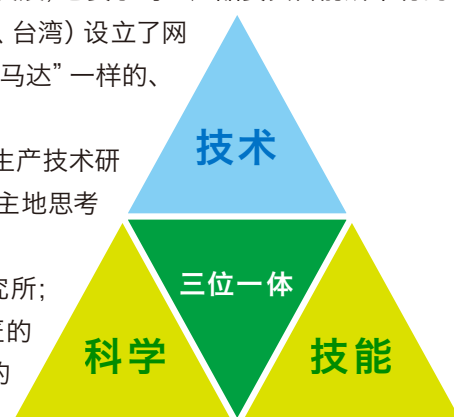 、台湾）设立了网
马达”一样的、
生产技术研
主地思考
究所；
的
的
技术
三位一体
科学
技能